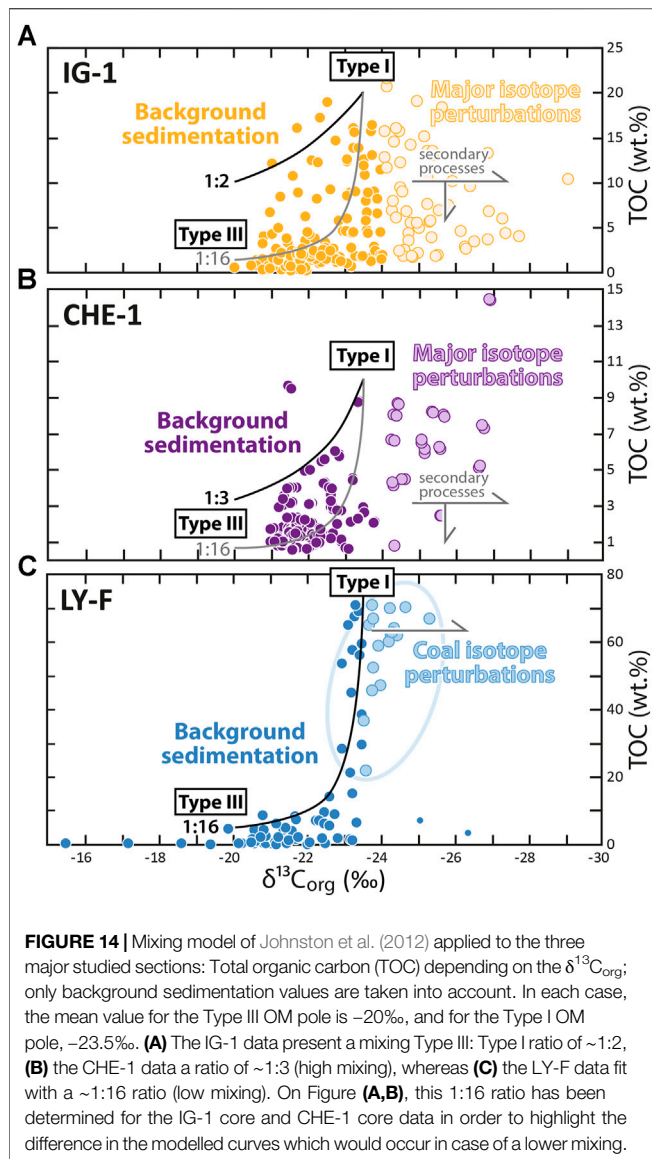 A
IG-1
Type I
25
Background
sedimentation
Major isotope
perturbations
20
15
1:2
secondary
processes
10
TOC (wt.%)
Type III
5
1:16
0
B
CHE-1
15
13
Type I
Major isotope
perturbations
11
Background
sedimentation
9
7
1:3
5
secondary
processes
3
TOC (wt.%)
Type III
1:16
1
C
LY-F
Type I
80
60
Coal isotope
perturbations
40
Background
sedimentation
TOC (wt.%)
20
Type III
1:16
0
-16 -18 -20 -22 -24 -26 -28 -30
δ¹³Corg (‰)
FIGURE 14 | Mixing model of Johnston et al. (2012) applied to the three
major studied sections: Total organic carbon (TOC) depending on the δ¹³Corg;
only background sedimentation values are taken into account. In each case,
the mean value for the Type III OM pole is -20‰, and for the Type I OM
pole, -23.5‰. (A) The IG-1 data present a mixing Type III: Type I ratio of ~1:2,
(B) the CHE-1 data a ratio of ~1:3 (high mixing), whereas (C) the LY-F data fit
with a ~1:16 ratio (low mixing). On Figure (A,B), this 1:16 ratio has been
determined for the IG-1 core and CHE-1 core data in order to highlight the
difference in the modelled curves which would occur in case of a lower mixing.